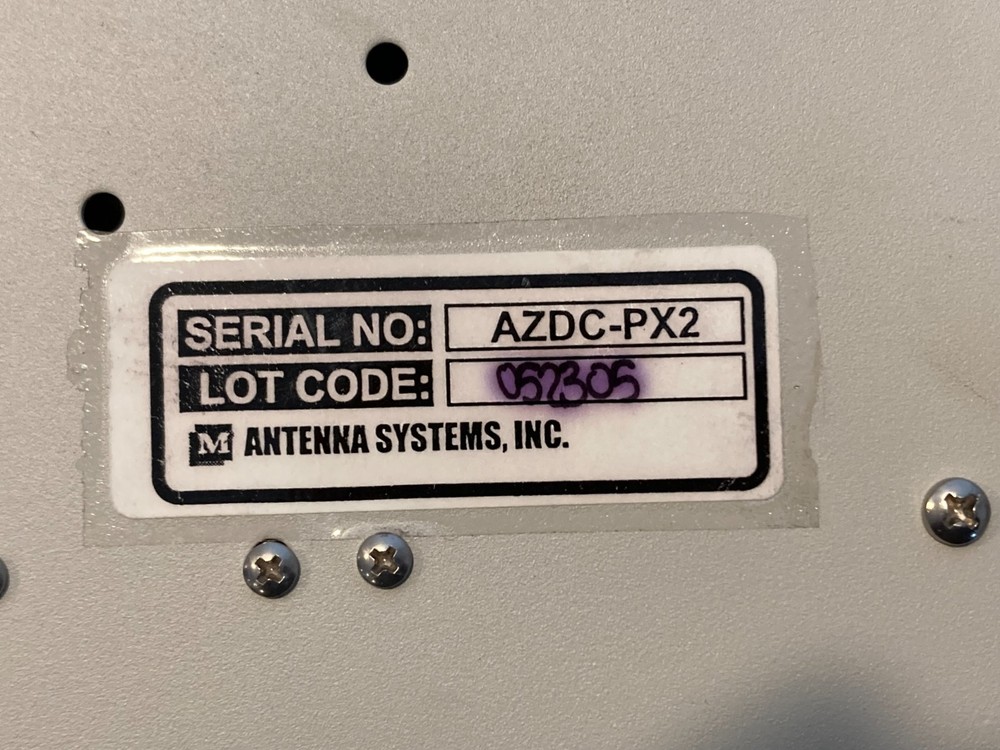 SERIAL NO: AZDC-PX2
LOT CODE: 052305
M ANTENNA SYSTEMS, INC.